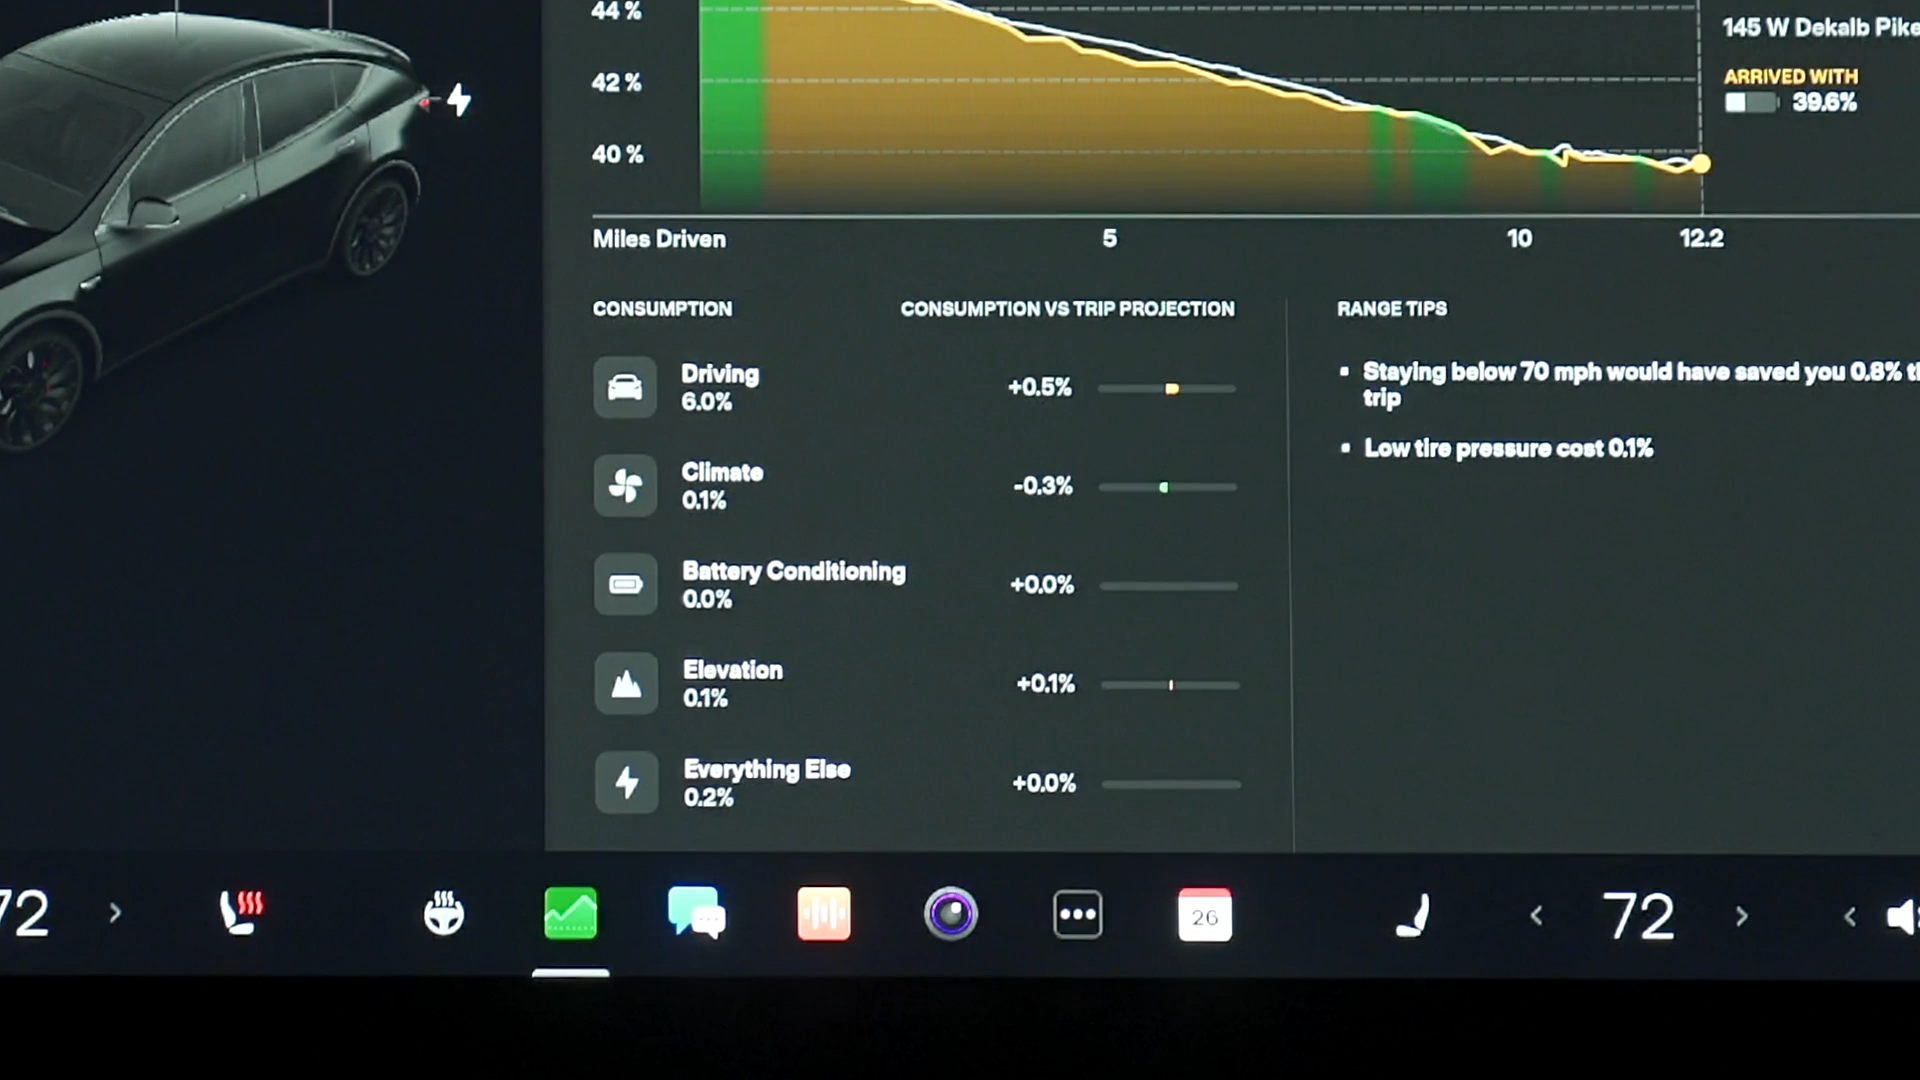 44 %
145 W Dekalb Pike
42 %
ARRIVED WITH
39.6%
40 %
Miles Driven 5 10 12.2
CONSUMPTION CONSUMPTION VS TRIP PROJECTION RANGE TIPS
Driving
6.0%
+0.5%
Staying below 70 mph would have saved you 0.8%
trip
Low tire pressure cost 0.1%
Climate
0.1%
-0.3%
Battery Conditioning
0.0%
+0.0%
Elevation
0.1%
+0.1%
Everything Else
0.2%
+0.0%
72 26 72